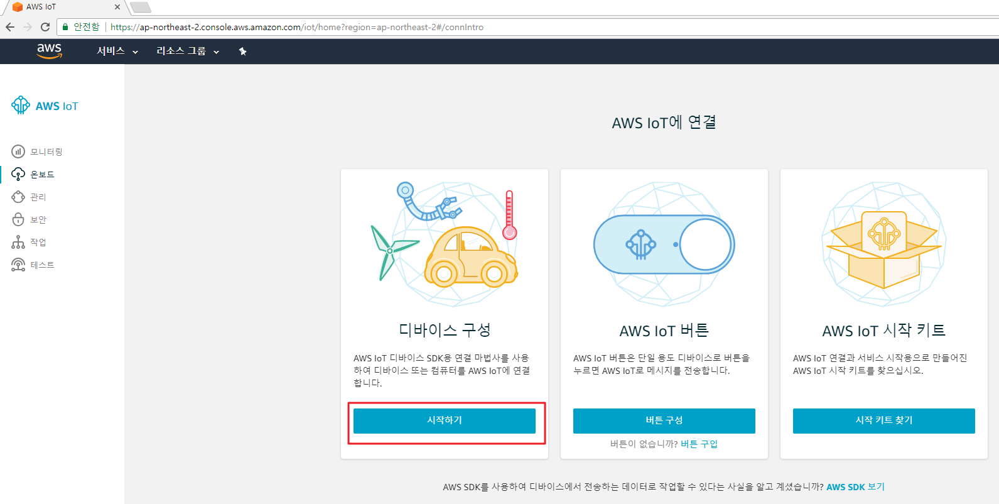 AWS IoT
안전함 https://ap-northeast-2.console.aws.amazon.com/iot/home?region=ap-northeast-2#/connIntro
aws 서비스 리소스 그룹
AWS IoT
모니터링
온보드
관리
보안
작업
테스트
AWS IoT에 연결
디바이스 구성
AWS IoT 디바이스 SDK용 연결 마법사를 사용
하여 디바이스 또는 컴퓨터를 AWS IoT에 연결
합니다.
시작하기
AWS IoT 버튼
AWS IoT 버튼은 단일 용도 디바이스로 버튼을
누르면 AWS IoT로 메시지를 전송합니다.
버튼 구성
버튼이 없습니까? 버튼 구입
AWS IoT 시작 키트
AWS IoT 연결과 서비스 시작용으로 만들어진
AWS IoT 시작 키트를 찾으십시오.
시작 키트 찾기
AWS SDK를 사용하여 디바이스에서 전송하는 데이터로 작업할 수 있다는 사실을 알고 계셨습니까? AWS SDK 보기